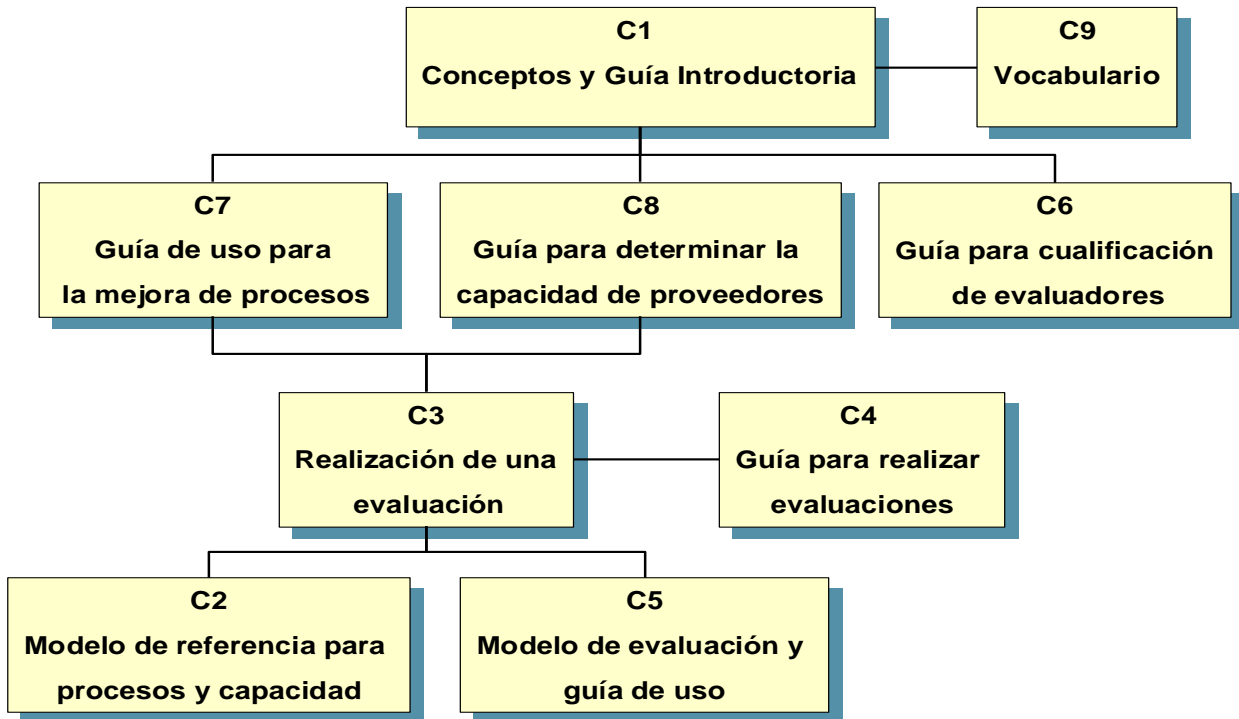 C1
Conceptos y Guía Introductoria
C9
Vocabulario
C7
Guía de uso para
la mejora de procesos
C8
Guía para determinar la
capacidad de proveedores
C6
Guía para cualificación
de evaluadores
C3
Realización de una
evaluación
C4
Guía para realizar
evaluaciones
C2
Modelo de referencia para
procesos y capacidad
C5
Modelo de evaluación y
guía de uso